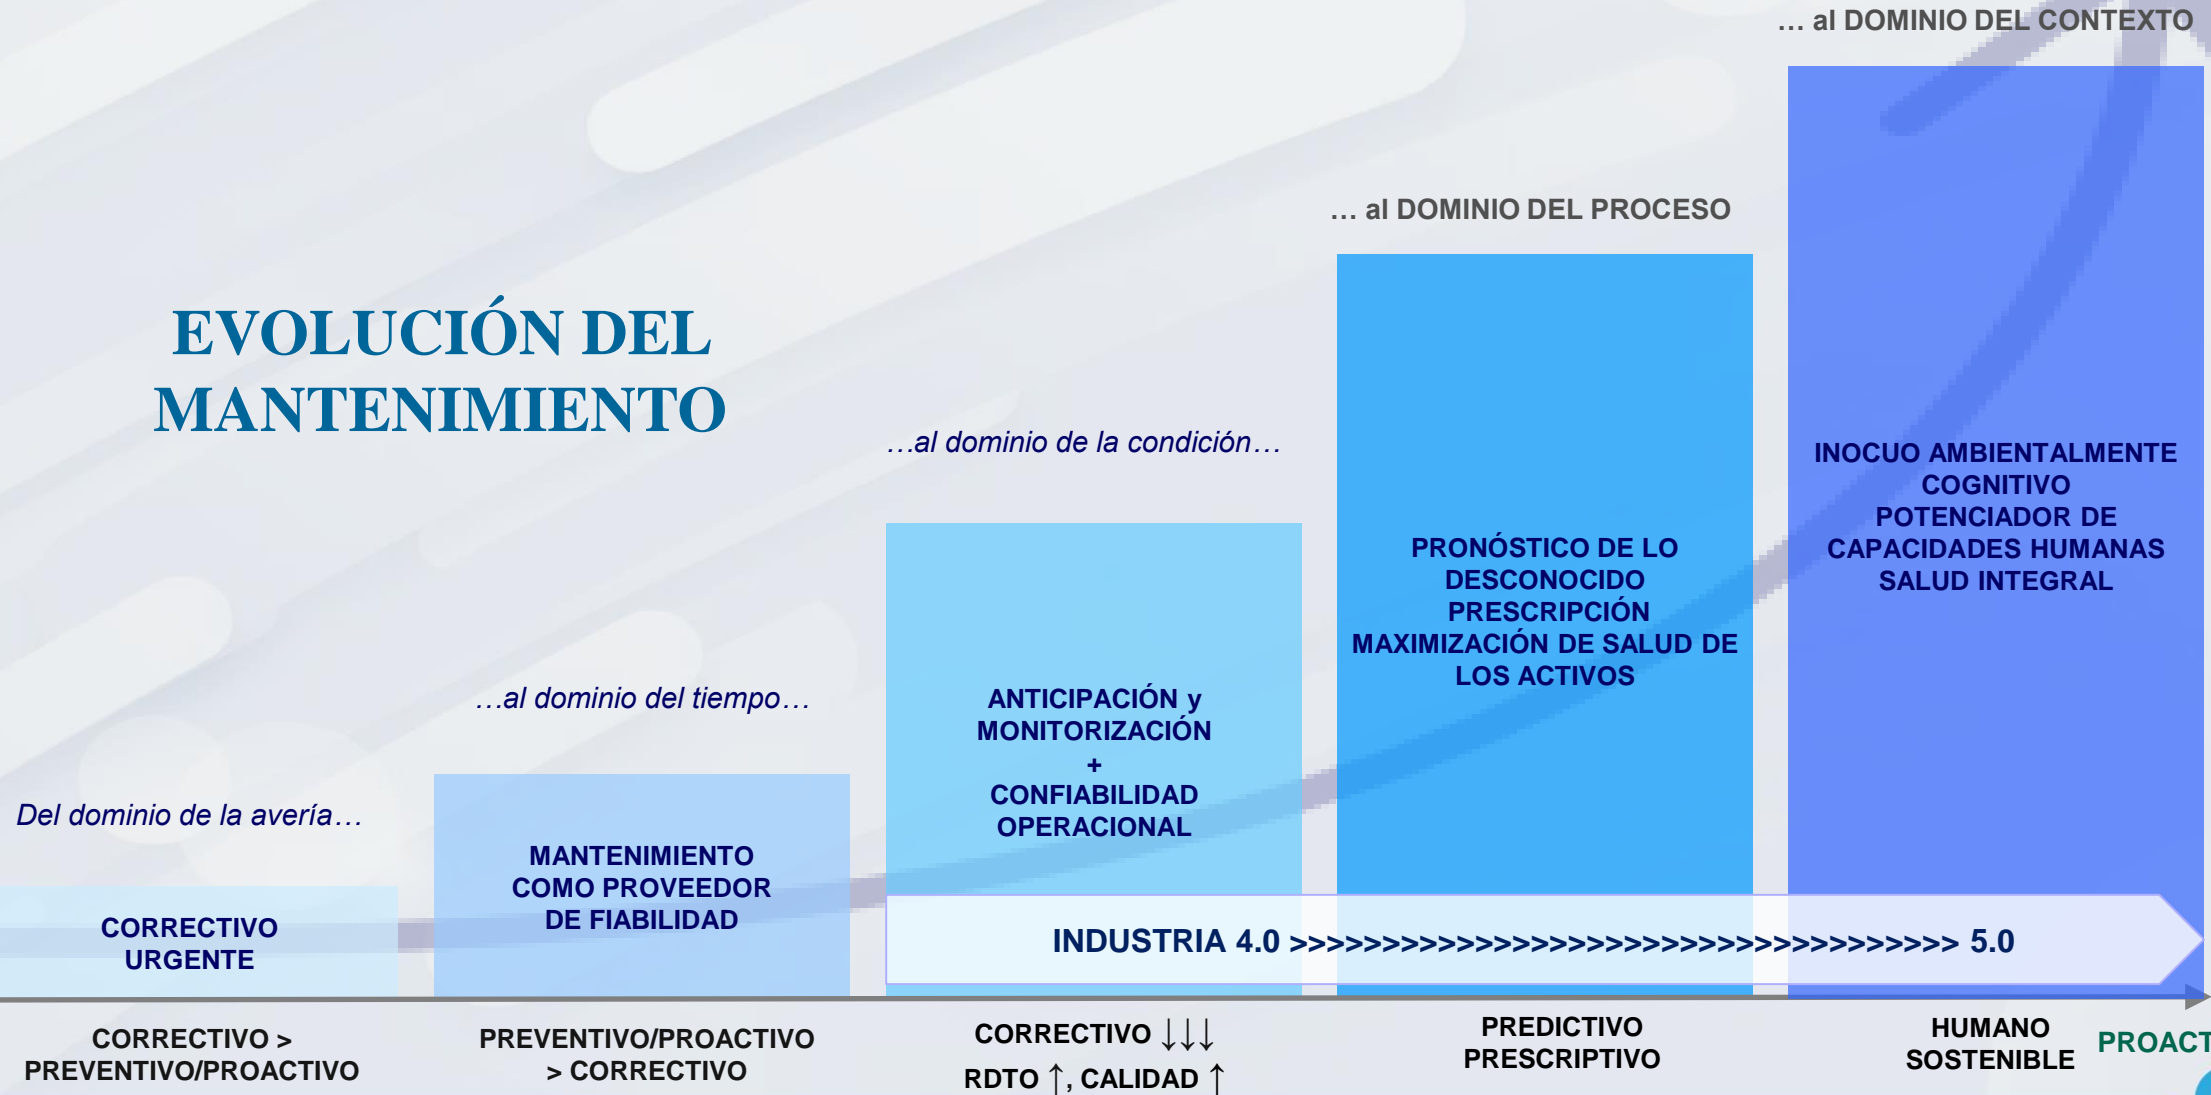 EVOLUCIÓN DEL
MANTENIMIENTO
Del dominio de la avería…
CORRECTIVO
URGENTE
CORRECTIVO >
PREVENTIVO/PROACTIVO
…al dominio del tiempo…
MANTENIMIENTO
COMO PROVEEDOR
DE FIABILIDAD
PREVENTIVO/PROACTIVO
> CORRECTIVO
…al dominio de la condición…
ANTICIPACIÓN y
MONITORIZACIÓN
+
CONFIABILIDAD
OPERACIONAL
CORRECTIVO ↓↓↓
RDTO ↑, CALIDAD ↑
… al DOMINIO DEL PROCESO
PRONÓSTICO DE LO
DESCONOCIDO
PRESCRIPCIÓN
MAXIMIZACIÓN DE SALUD DE
LOS ACTIVOS
PREDICTIVO
PRESCRIPTIVO
… al DOMINIO DEL CONTEXTO
INOCUO AMBIENTALMENTE
COGNITIVO
POTENCIADOR DE
CAPACIDADES HUMANAS
SALUD INTEGRAL
INDUSTRIA 4.0 >>>>>>>>>>>>>>>>>>>>>>>>>>>>>>>>>>>> 5.0
HUMANO
SOSTENIBLE
PROACT